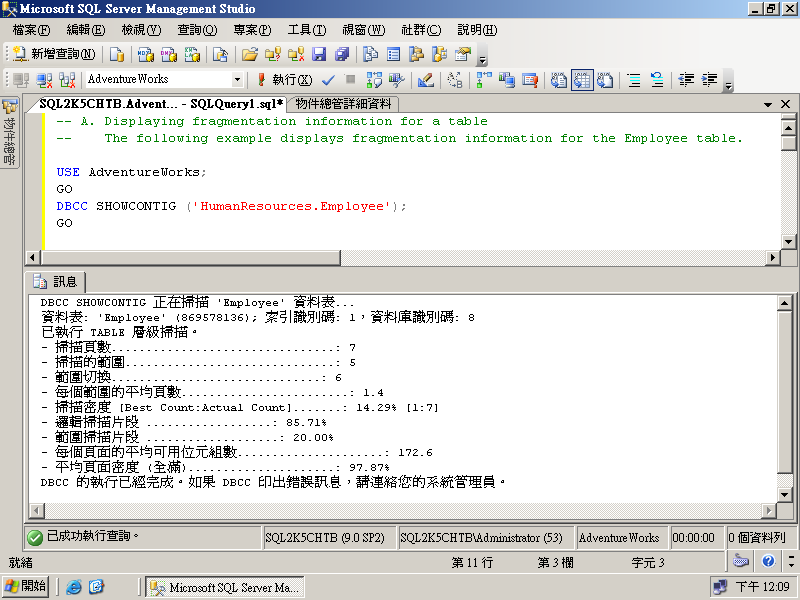 Microsoft SQL Server Management Studio
檔案(F) 編輯(E) 檢視(V) 查詢(Q) 專案(P) 工具(T) 視窗(W) 社群(C) 說明(H)
新增查詢(N)
AdventureWorks 執行(X)
SQL2K5CHTB.Advent... - SQLQuery1.sql* 物件總管詳細資料
物件總管
-- A. Displaying fragmentation information for a table
-- The following example displays fragmentation information for the Employee table.
USE AdventureWorks;
GO
DBCC SHOWCONTIG ('HumanResources.Employee');
GO
訊息
DBCC SHOWCONTIG 正在掃描 'Employee' 資料表...
資料表: 'Employee' (869578136); 索引識別碼: 1，資料庫識別碼: 8
已執行 TABLE 層級掃描。
- 掃描頁數................................: 7
- 掃描的範圍..............................: 5
- 範圍切換..............................: 6
- 每個範圍的平均頁數........................: 1.4
- 掃描密度 [Best Count:Actual Count].......: 14.29% [1:7]
- 邏輯掃描片段 ..................: 85.71%
- 範圍掃描片段 ..................: 20.00%
- 每個頁面的平均可用位元組數.....................: 172.6
- 平均頁面密度 (全滿).....................: 97.87%
DBCC 的執行已經完成。如果 DBCC 印出錯誤訊息，請連絡您的系統管理員。
已成功執行查詢。 SQL2K5CHTB (9.0 SP2) SQL2K5CHTB\Administrator (53) AdventureWorks 00:00:00 0 個資料列
就緒 第 11 行 第 3 欄 字元 3
開始 Microsoft SQL Server Ma... 下午 12:09